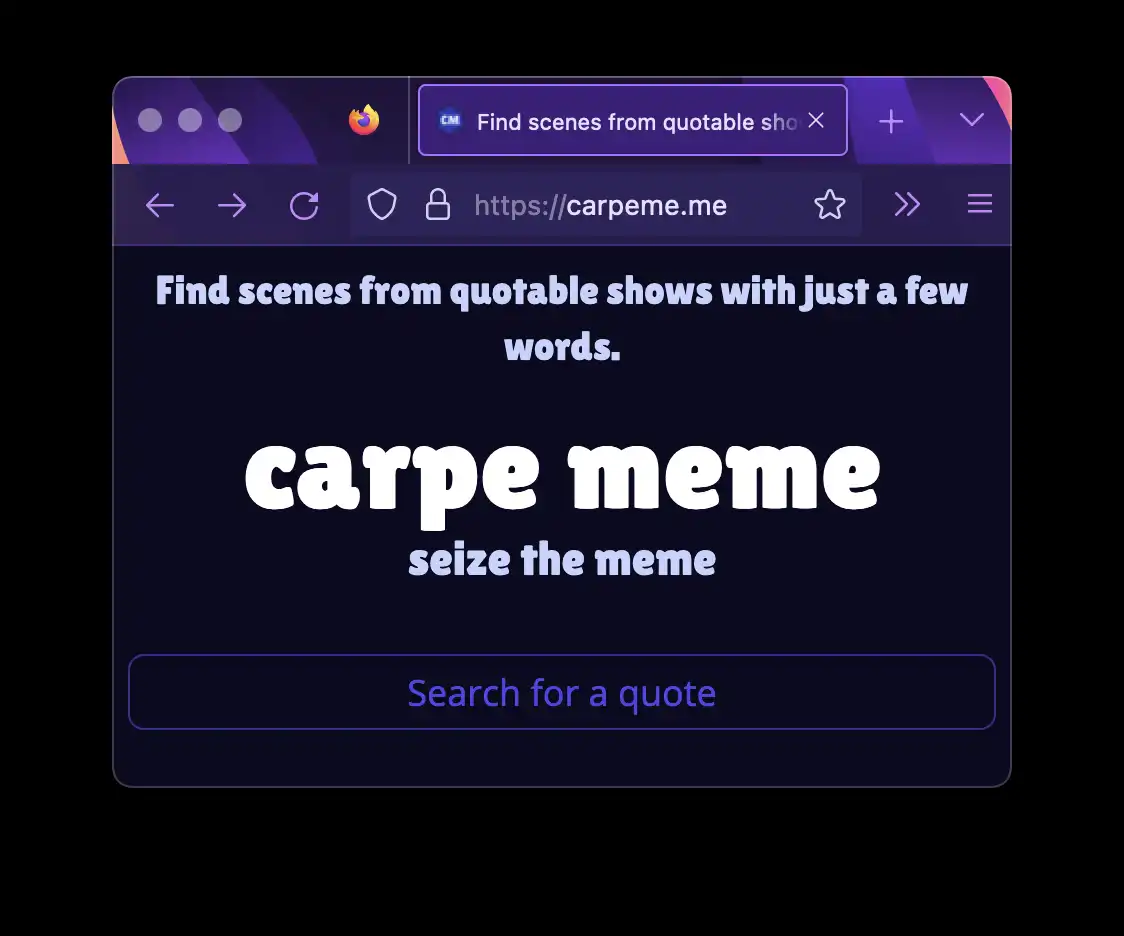 CM Find scenes from quotable sho
https://carpeme.me
Find scenes from quotable shows with just a few
words.
carpe meme
seize the meme
Search for a quote